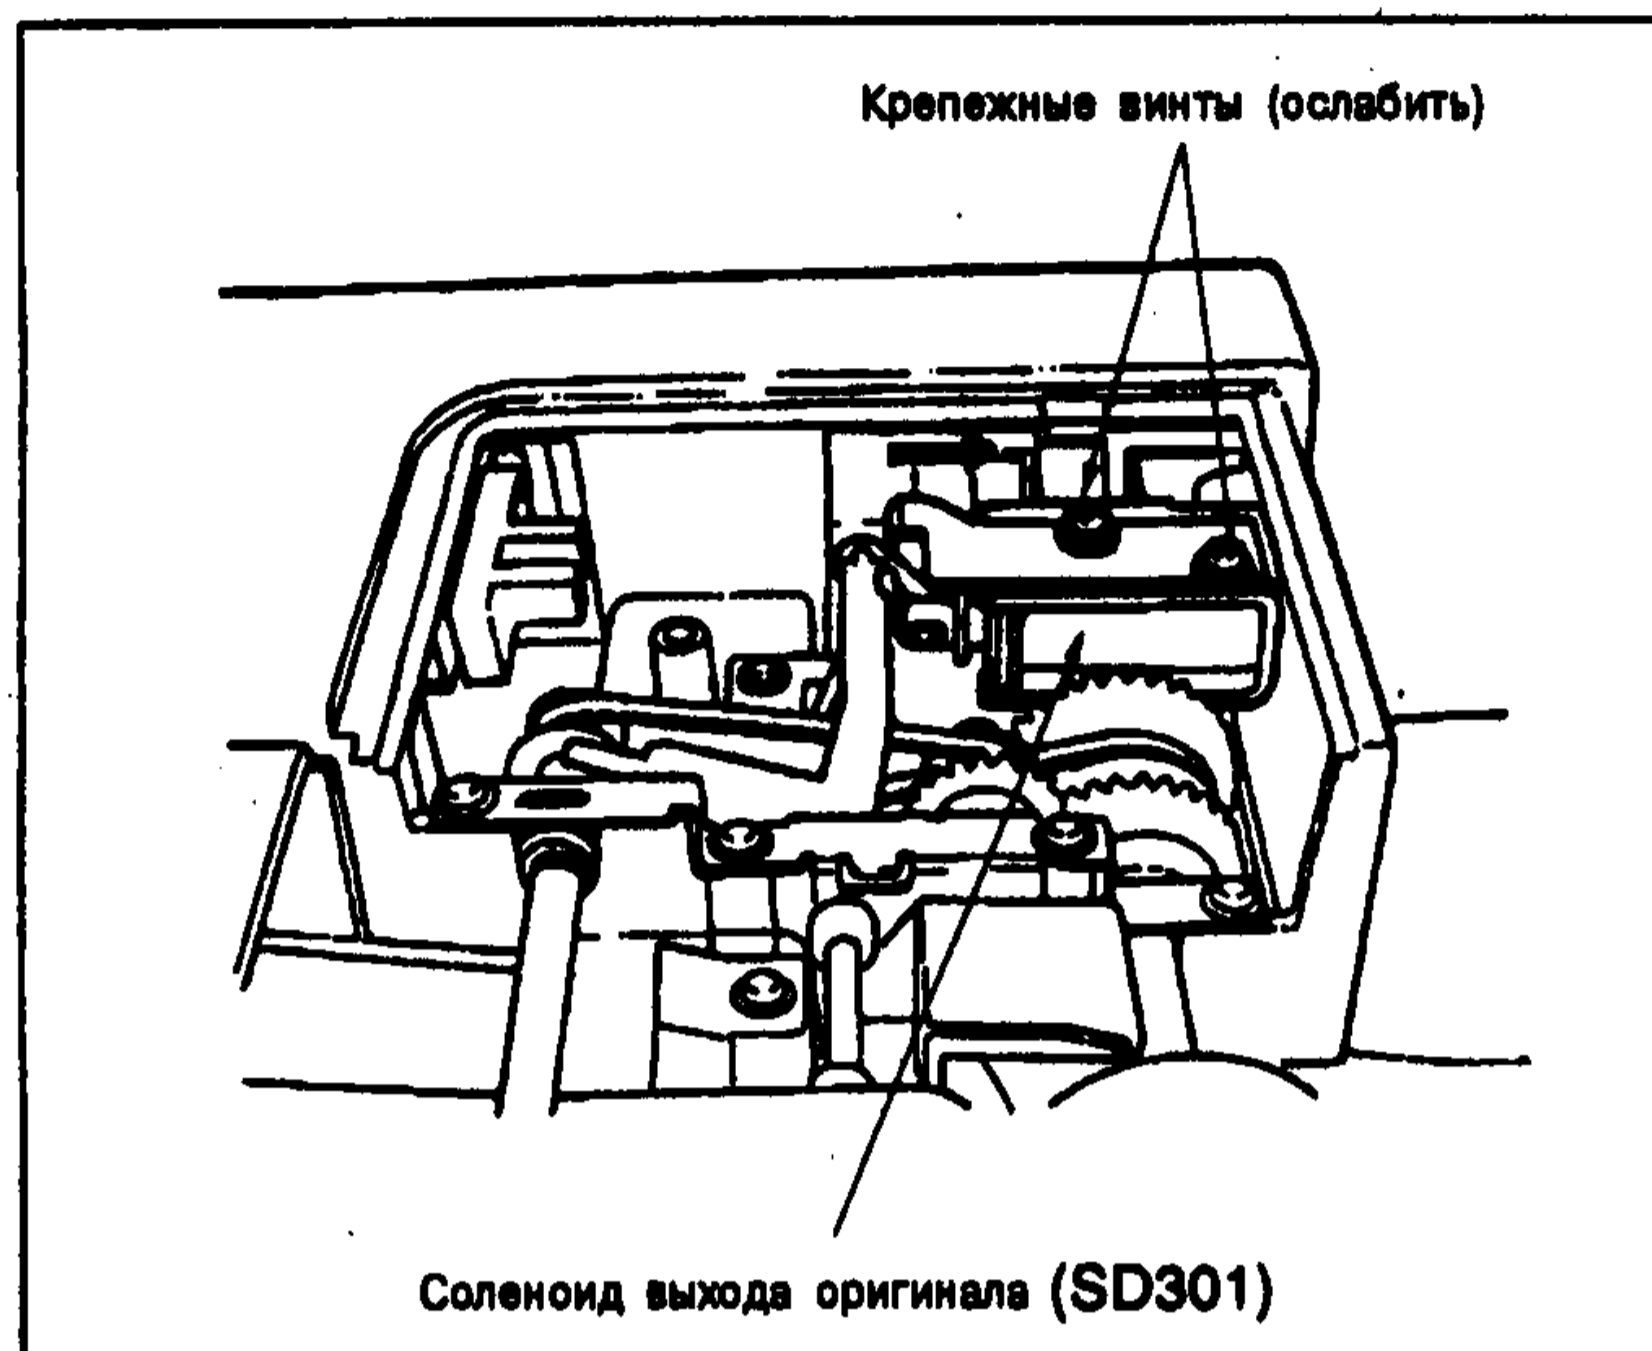 Крепежные винты (ослабить)
Соленоид выхода оригинала (SD301)